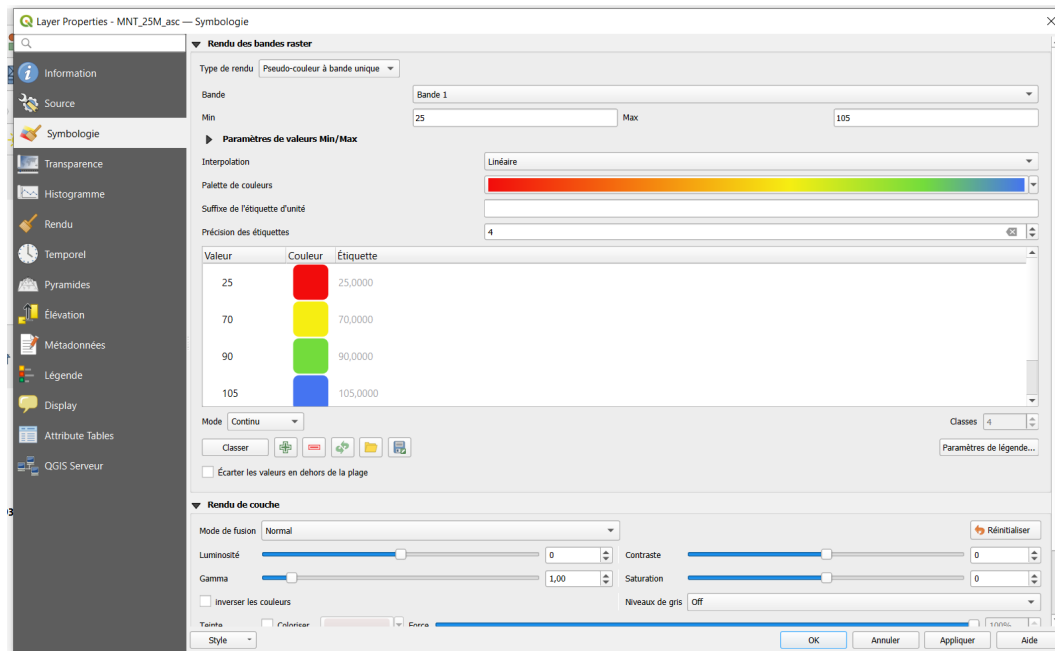 Layer Properties - MNT_25M_asc — Symbologie
Information
Source
Symbologie
Transparence
Histogramme
Rendu
Temporel
Pyramides
Élévation
Métadonnées
Légende
Display
Attribute Tables
QGIS Serveur
Rendu des bandes raster
Type de rendu Pseudo-couleur à bande unique
Bande Bande 1
Min 25 Max 105
Paramètres de valeurs Min/Max
Interpolation Linéaire
Palette de couleurs
Suffixe de l'étiquette d'unité
Précision des étiquettes 4
Valeur Couleur Étiquette
25 25,0000
70 70,0000
90 90,0000
105 105,0000
Mode Continu Classes 4
Classer Paramètres de légende...
Écarter les valeurs en dehors de la plage
Rendu de couche
Mode de fusion Normal Réinitialiser
Luminosité 0 Contraste 0
Gamma 1,00 Saturation 0
inverser les couleurs Niveaux de gris Off
Teinte Coloriser Force 100%
Style OK Annuler Appliquer Aide